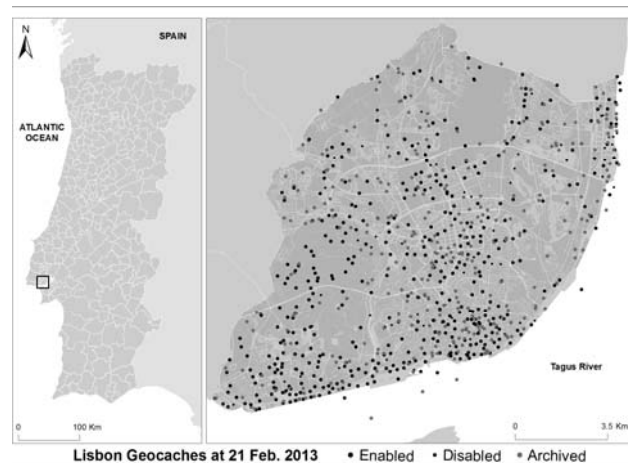 N
SPAIN
ATLANTIC
OCEAN
Tagus River
0 100 Km
0 3.5 Km
Lisbon Geocaches at 21 Feb. 2013 • Enabled • Disabled • Archived